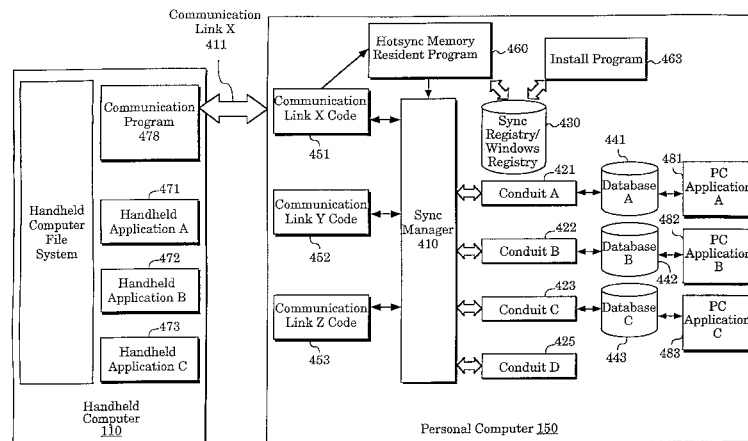 Communication
Link X
411
Handheld
Computer
File
System
Communication
Program
478
471
Handheld
Application A
472
Handheld
Application B
473
Handheld
Application C
Handheld
Computer
110
Hotsync Memory
Resident Program
460
Install Program
463
Communication
Link X Code
451
Communication
Link Y Code
452
Communication
Link Z Code
453
Sync
Manager
410
Sync
Registry/
Windows
Registry
430
421
Conduit A
422
Conduit B
423
Conduit C
425
Conduit D
441
Database
A
Database
B
442
Database
C
443
481
PC
Application
A
482
PC
Application
B
PC
Application
C
483
Personal Computer 150